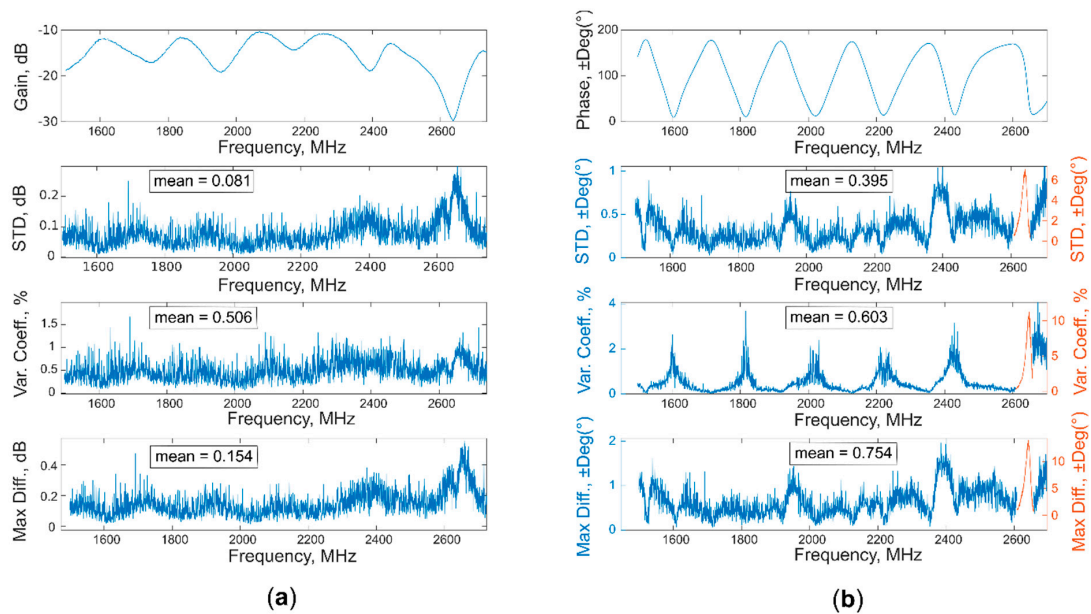 -10
-20
-30
Gain, dB
1600 1800 2000 2200 2400 2600
Frequency, MHz
mean = 0.081
0.2
0.1
0
STD, dB
1600 1800 2000 2200 2400 2600
Frequency, MHz
mean = 0.506
1.5
1.0
0.5
0
Var. Coeff., %
1600 1800 2000 2200 2400 2600
Frequency, MHz
mean = 0.154
0.4
0.2
0
Max Diff., dB
1600 1800 2000 2200 2400 2600
Frequency, MHz
(a)
200
100
0
Phase, ±Deg(°)
1600 1800 2000 2200 2400 2600
Frequency, MHz
mean = 0.395
1
0.5
0
STD, ±Deg(°)
6
4
2
0
STD, ±Deg(°)
1600 1800 2000 2200 2400 2600
Frequency, MHz
mean = 0.603
4
2
0
Var. Coeff., %
10
5
0
Var. Coeff., %
1600 1800 2000 2200 2400 2600
Frequency, MHz
mean = 0.754
2
1
0
Max Diff., ±Deg(°)
10
5
0
Max Diff., ±Deg(°)
1600 1800 2000 2200 2400 2600
Frequency, MHz
(b)